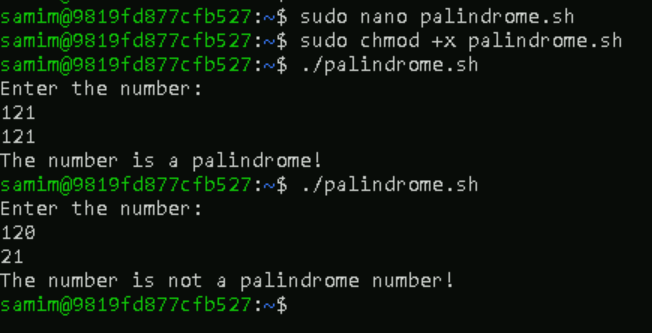 samim@9819fd877cfb527:~$ sudo nano palindrome.sh
samim@9819fd877cfb527:~$ sudo chmod +x palindrome.sh
samim@9819fd877cfb527:~$ ./palindrome.sh
Enter the number:
121
121
The number is a palindrome!
samim@9819fd877cfb527:~$ ./palindrome.sh
Enter the number:
120
21
The number is not a palindrome number!
samim@9819fd877cfb527:~$